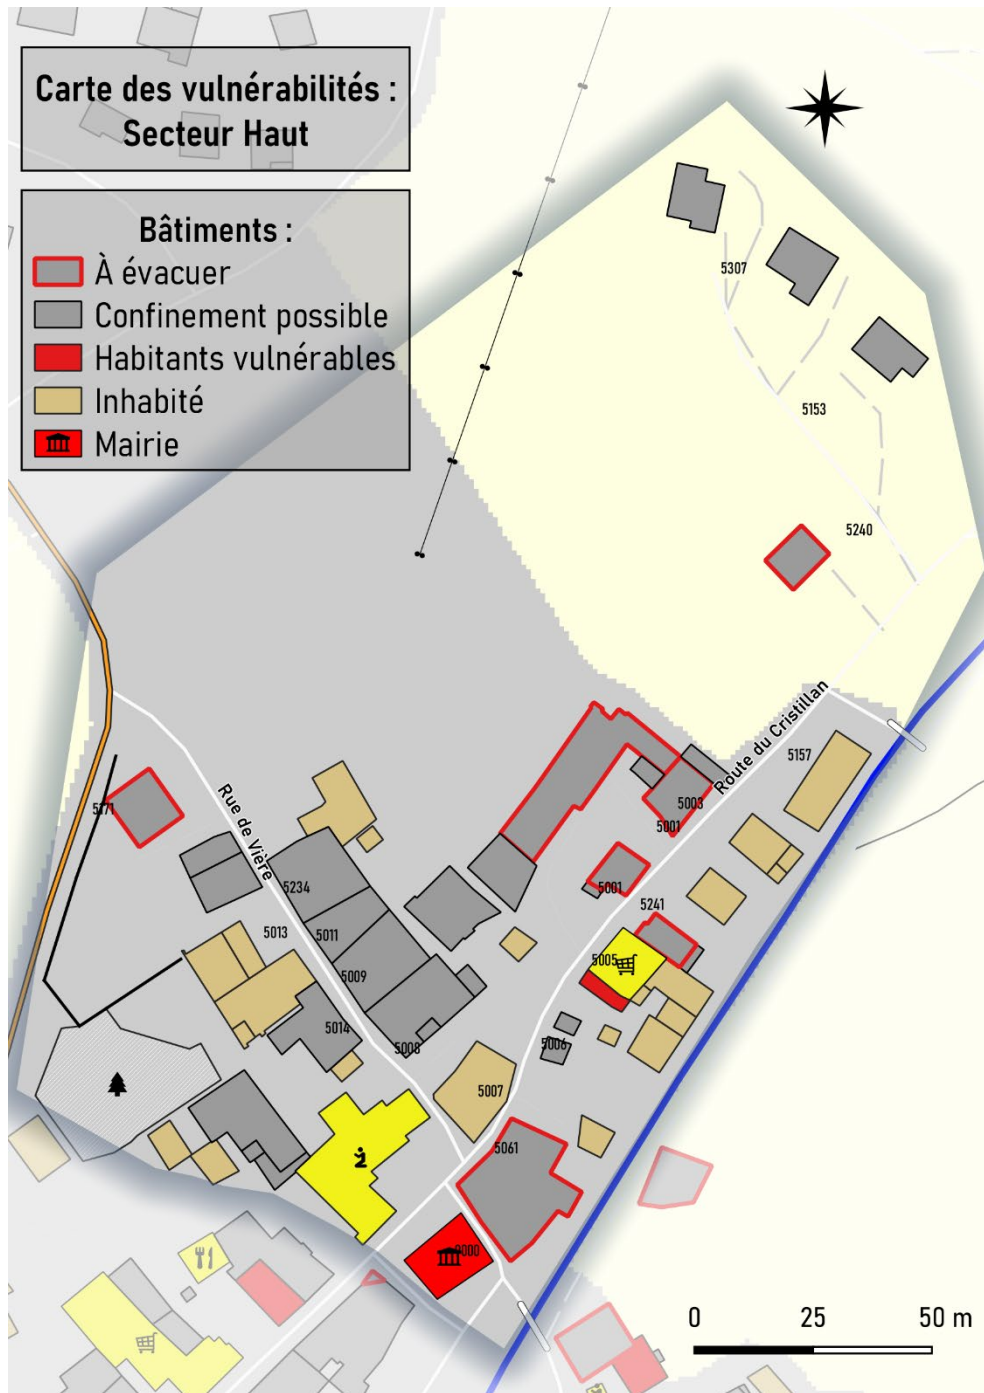 Carte des vulnérabilités :
Secteur Haut
Bâtiments :
À évacuer
Confinement possible
Habitants vulnérables
Inhabité
Mairie
5307
5153
5240
Route du Cristillan
5157
5171
Rue de Vière
5003
5001
5234
5001
5241
5013
5011
5005
5009
5014
5008
5006
5007
5061
0 25 50 m